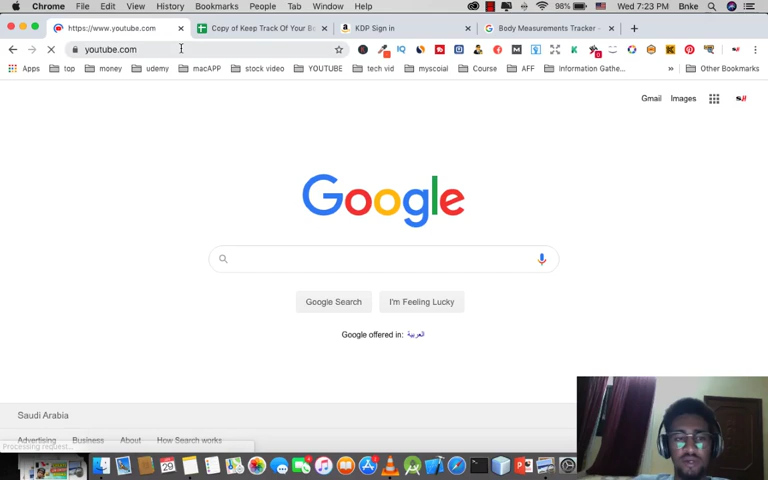 Chrome File Edit View History Bookmarks People Tab Window Help 98% Wed 7:23 PM Bnke
https://www.youtube.com Copy of Keep Track Of Your Be KDP Sign in Body Measurements Tracker -
youtube.com
Apps top money udemy macAPP stock video YOUTUBE tech vid myscoial Course AFF Information Gathe... » Other Bookmarks
Gmail Images
Google
Google Search I'm Feeling Lucky
Google offered in: العربية
Saudi Arabia
Advertising Business About How Search works
Processing request...